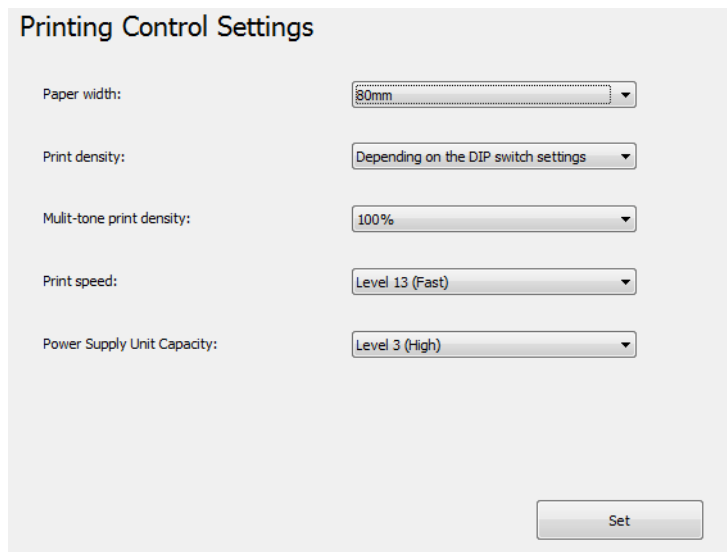 Printing Control Settings
Paper width: 80mm
Print density: Depending on the DIP switch settings
Mulit-tone print density: 100%
Print speed: Level 13 (Fast)
Power Supply Unit Capacity: Level 3 (High)
Set